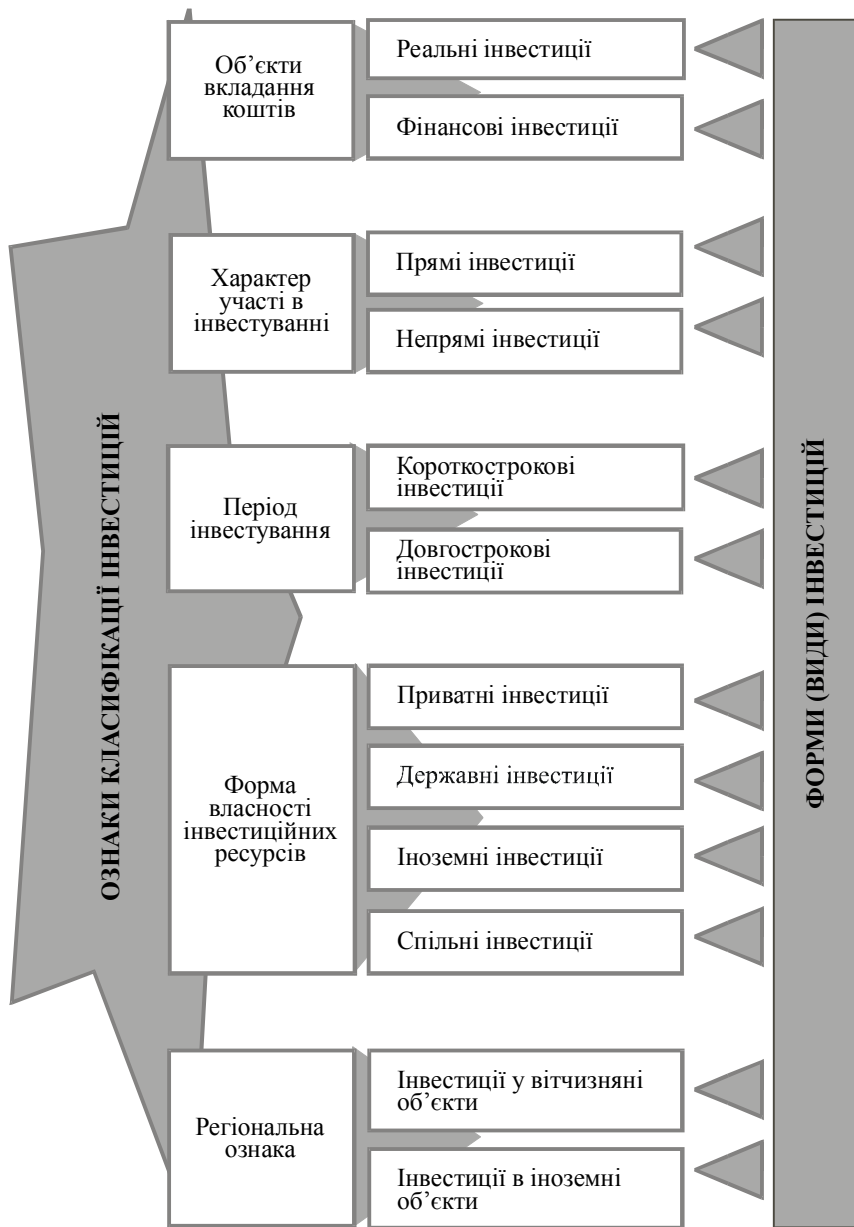 ОЗНАКИ КЛАСИФІКАЦІЇ ІНВЕСТИЦІЙ
Об’єкти
вкладання
коштів
Реальні інвестиції
Фінансові інвестиції
Характер
участі в
інвестуванні
Прямі інвестиції
Непрямі інвестиції
Період
інвестування
Короткострокові
інвестиції
Довгострокові
інвестиції
Форма
власності
інвестиційних
ресурсів
Приватні інвестиції
Державні інвестиції
Іноземні інвестиції
Спільні інвестиції
Регіональна
ознака
Інвестиції у вітчизняні
об’єкти
Інвестиції в іноземні
об’єкти
ФОРМИ (ВИДИ) ІНВЕСТИЦІЙ